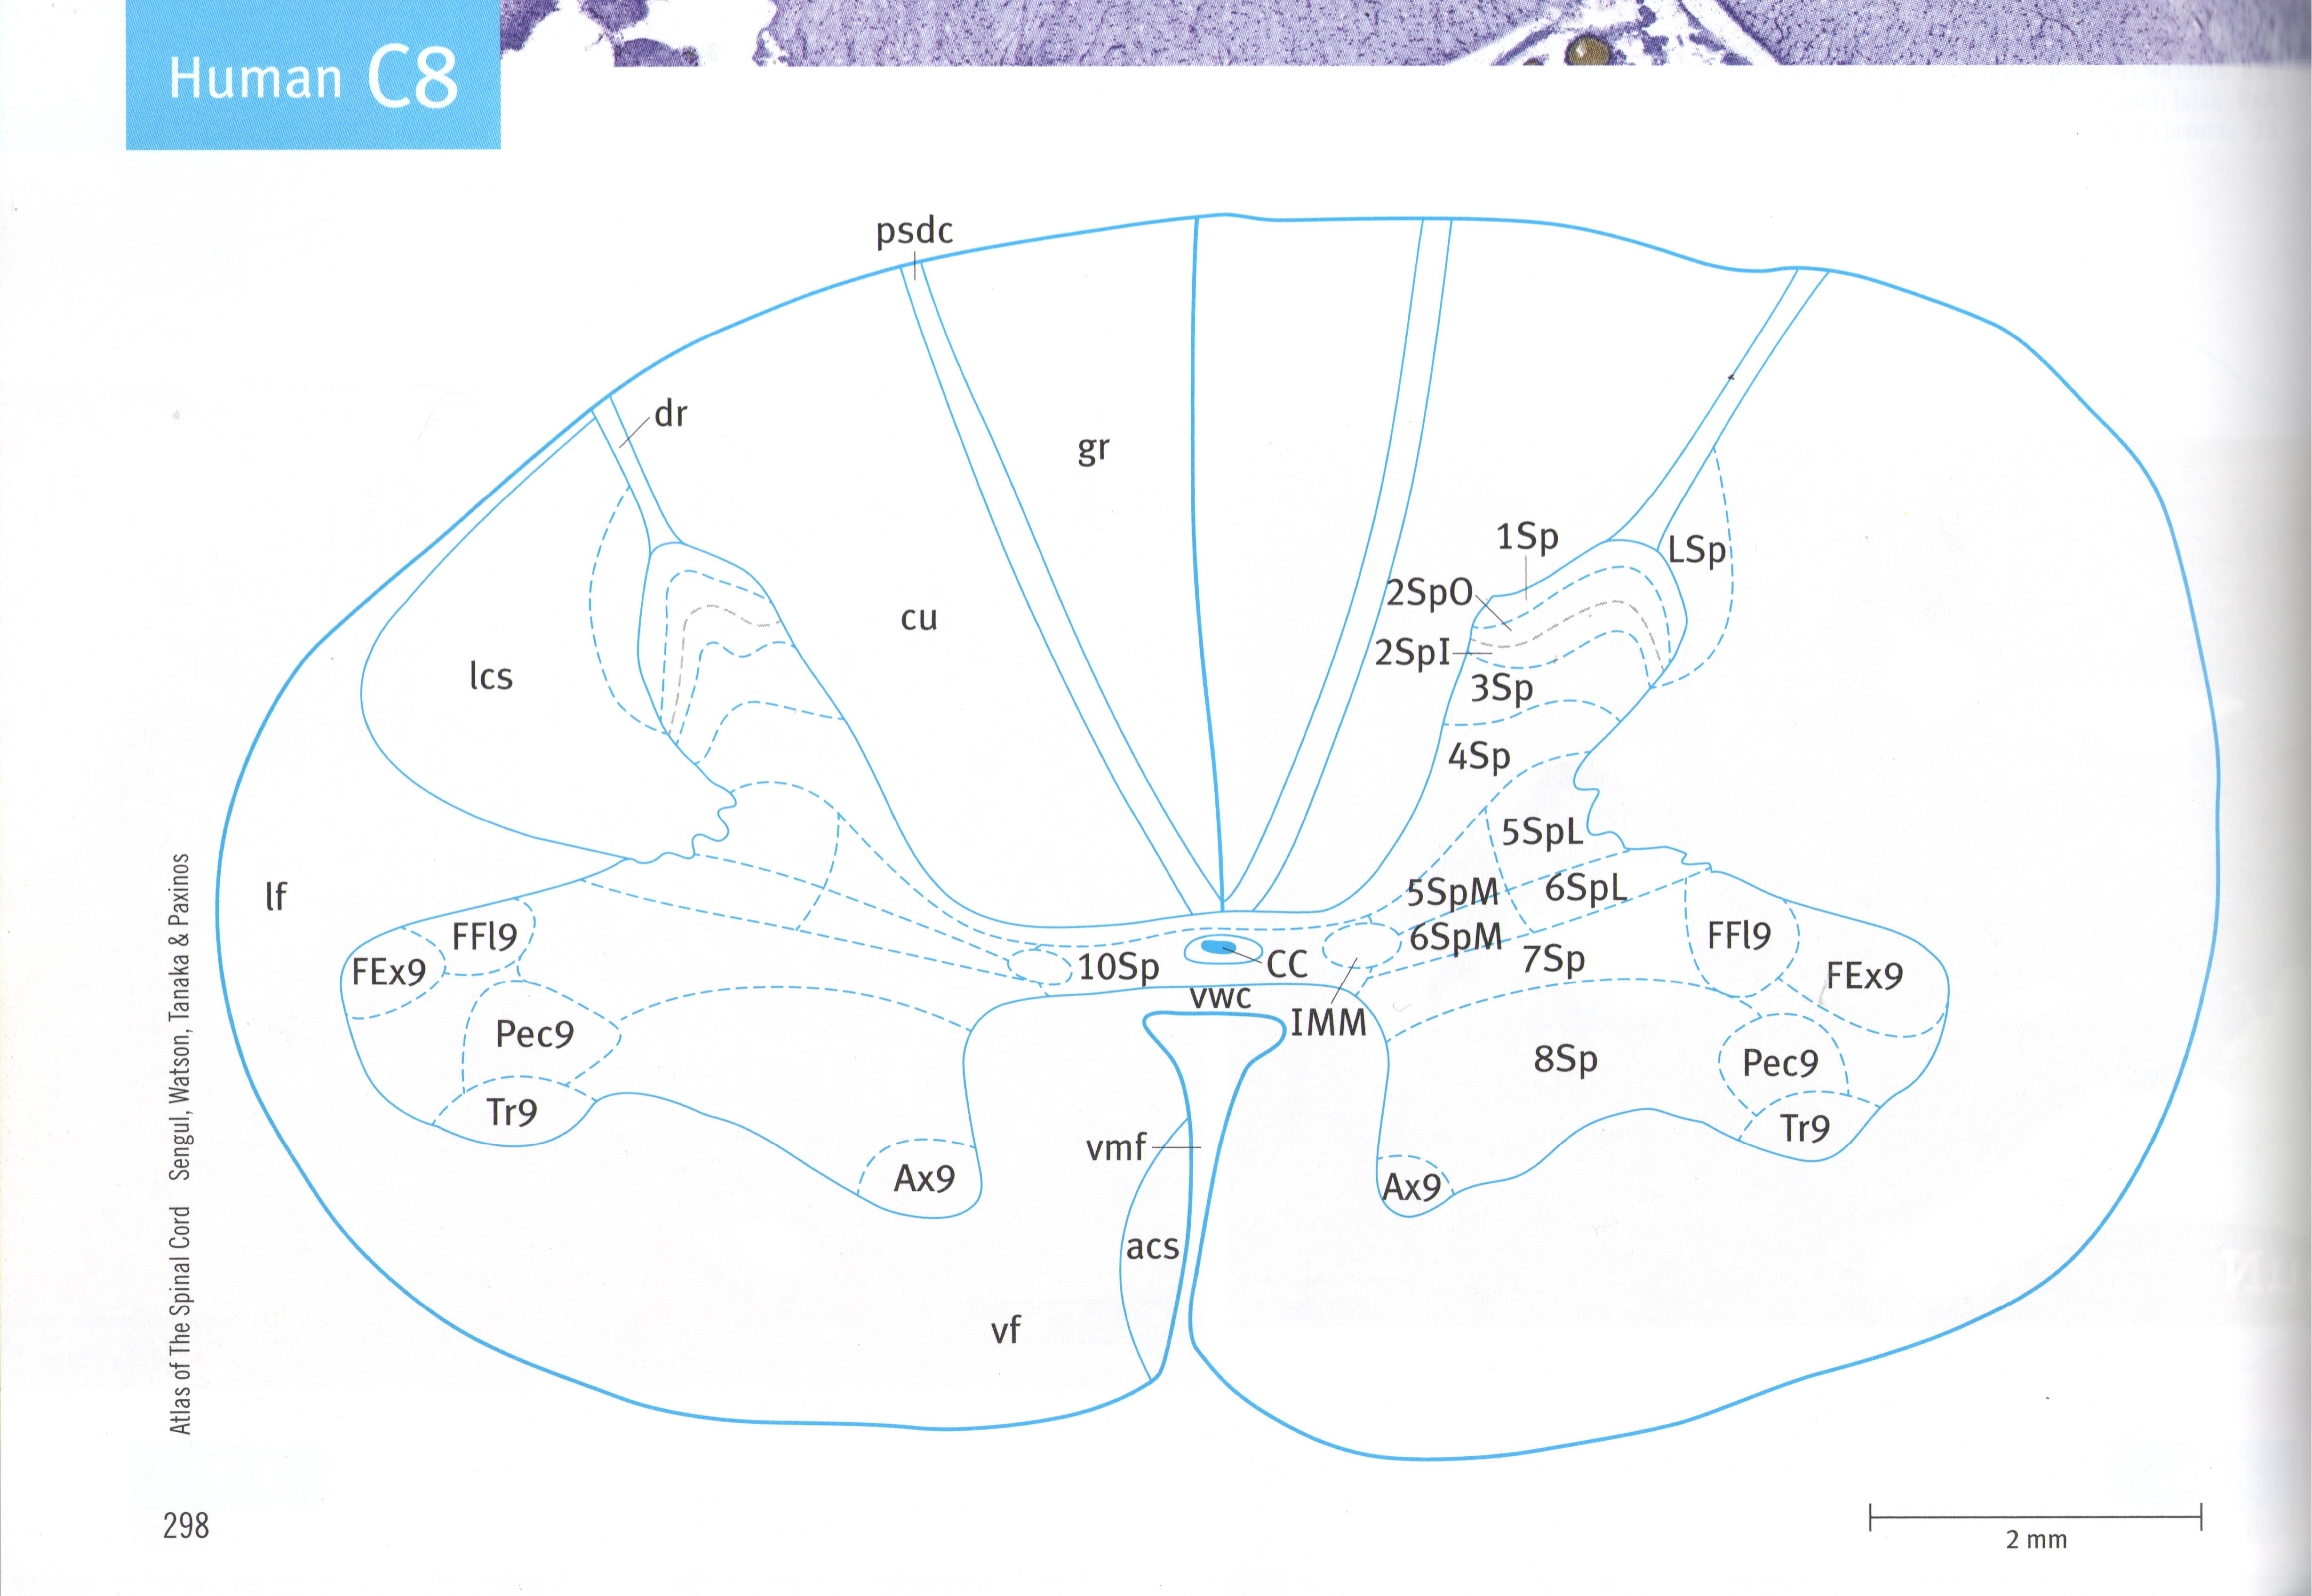 Human C8
psdc
dr
gr
1Sp
LSp
2SpO
cu
2SpI
lcs
3Sp
4Sp
5SpL
lf
5SpM
6SpL
FFl9
6SpM
FFl9
FEx9
10Sp
CC
7Sp
FEx9
vwc
IMM
Pec9
8Sp
Pec9
Tr9
Tr9
vmf
Ax9
Ax9
acs
vf
Atlas of The Spinal Cord Sengul, Watson, Tanaka & Paxinos
298
2 mm